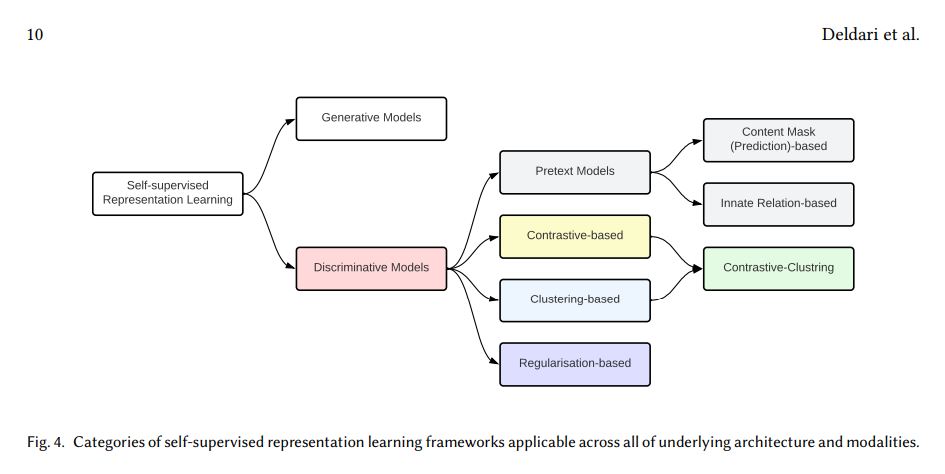 10
Deldari et al.
Generative Models
Self-supervised
Representation Learning
Discriminative Models
Pretext Models
Contrastive-based
Clustering-based
Regularisation-based
Content Mask
(Prediction)-based
Innate Relation-based
Contrastive-Clustring
Fig. 4. Categories of self-supervised representation learning frameworks applicable across all of underlying architecture and modalities.